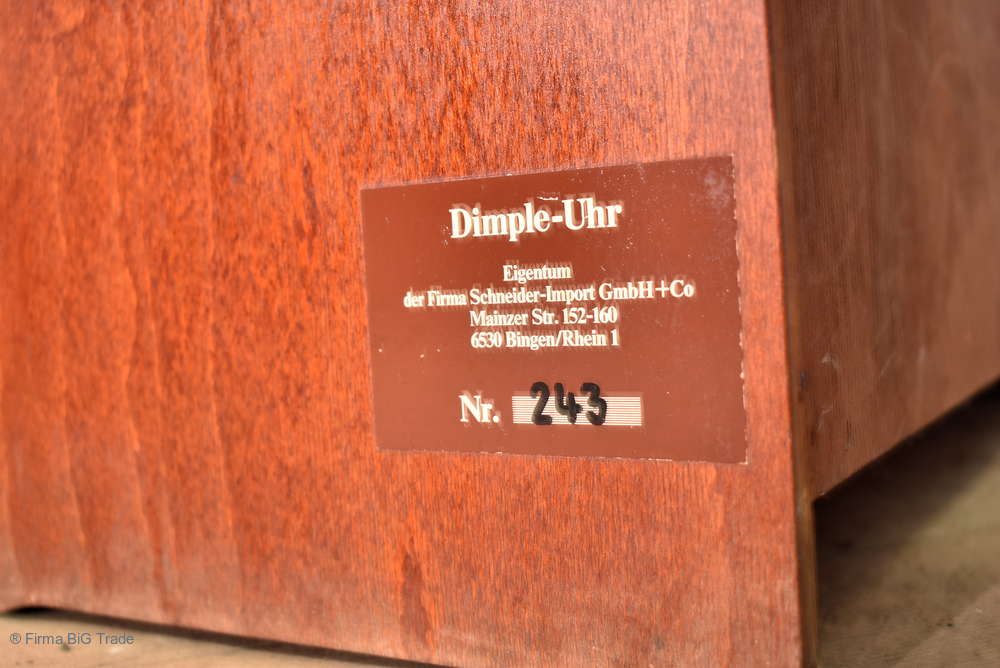 Dimple-Uhr
Eigentum
der Firma Schneider-Import GmbH+Co
Mainzer Str. 152-160
6530 Bingen/Rhein 1
Nr. 243
® Firma BiG Trade